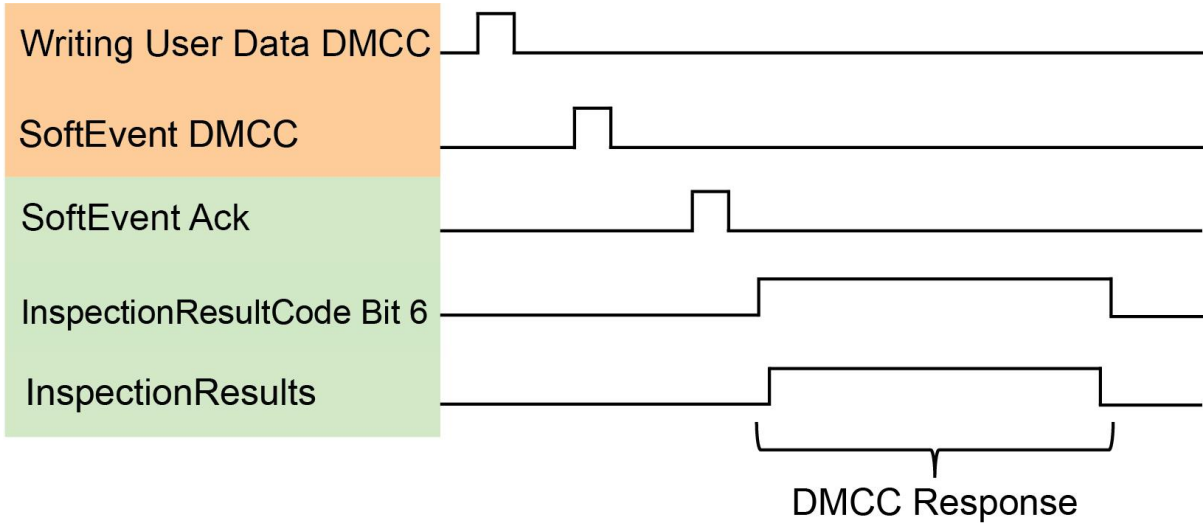 Writing User Data DMCC
SoftEvent DMCC
SoftEvent Ack
InspectionResultCode Bit 6
InspectionResults
DMCC Response